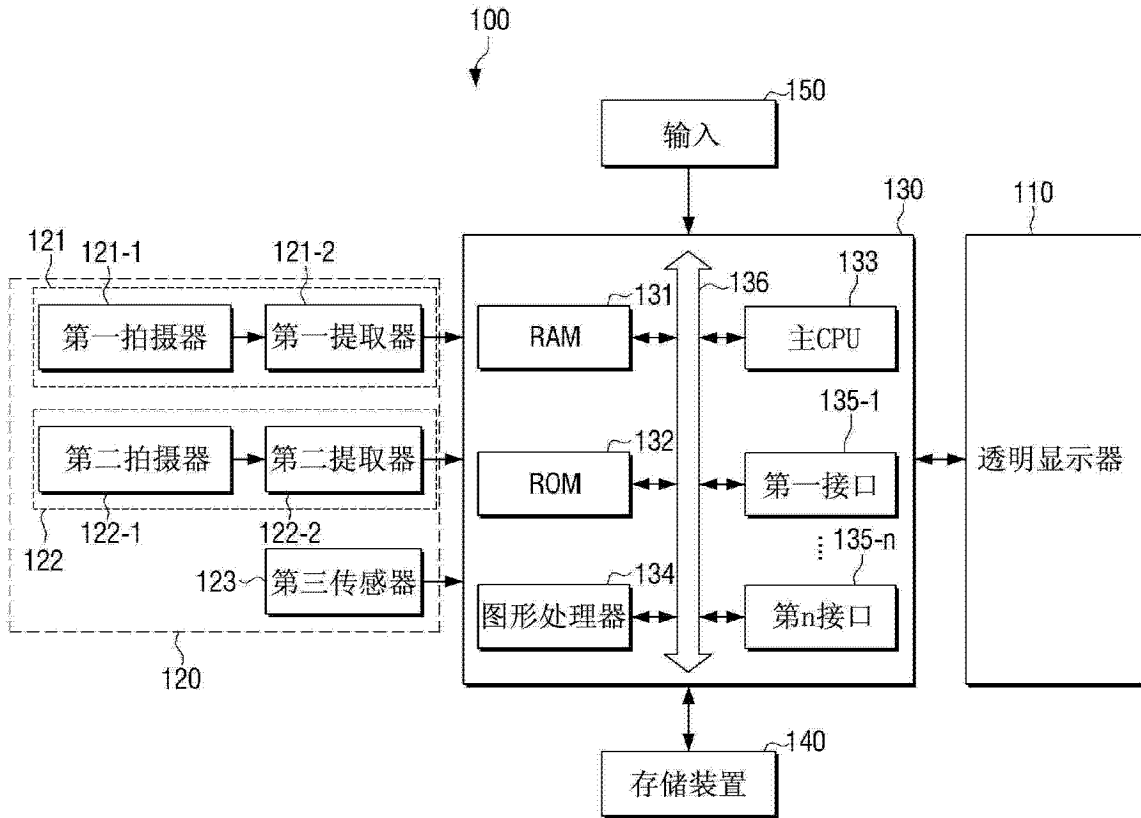 100
150
输入
130
110
121
121-1
121-2
131
136
133
第一拍摄器
第一提取器
RAM
主CPU
132
135-1
第二拍摄器
第二提取器
ROM
第一接口
透明显示器
122
122-1
122-2
135-n
123
第三传感器
134
图形处理器
第n接口
120
140
存储装置